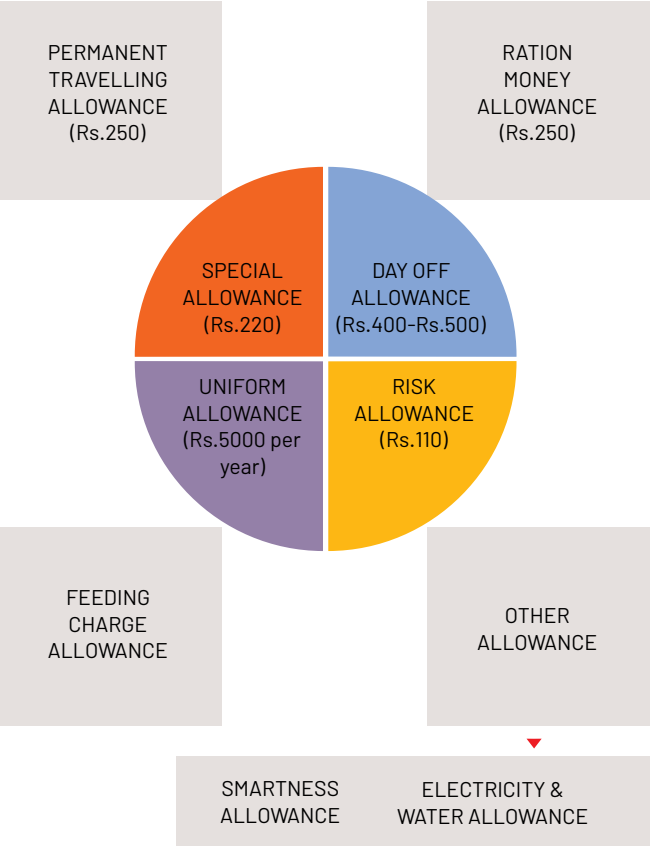 PERMANENT
TRAVELLING
ALLOWANCE
(Rs.250)
RATION
MONEY
ALLOWANCE
(Rs.250)
SPECIAL
ALLOWANCE
(Rs.220)
DAY OFF
ALLOWANCE
(Rs.400-Rs.500)
UNIFORM
ALLOWANCE
(Rs.5000 per
year)
RISK
ALLOWANCE
(Rs.110)
FEEDING
CHARGE
ALLOWANCE
OTHER
ALLOWANCE
SMARTNESS
ALLOWANCE
ELECTRICITY &
WATER ALLOWANCE